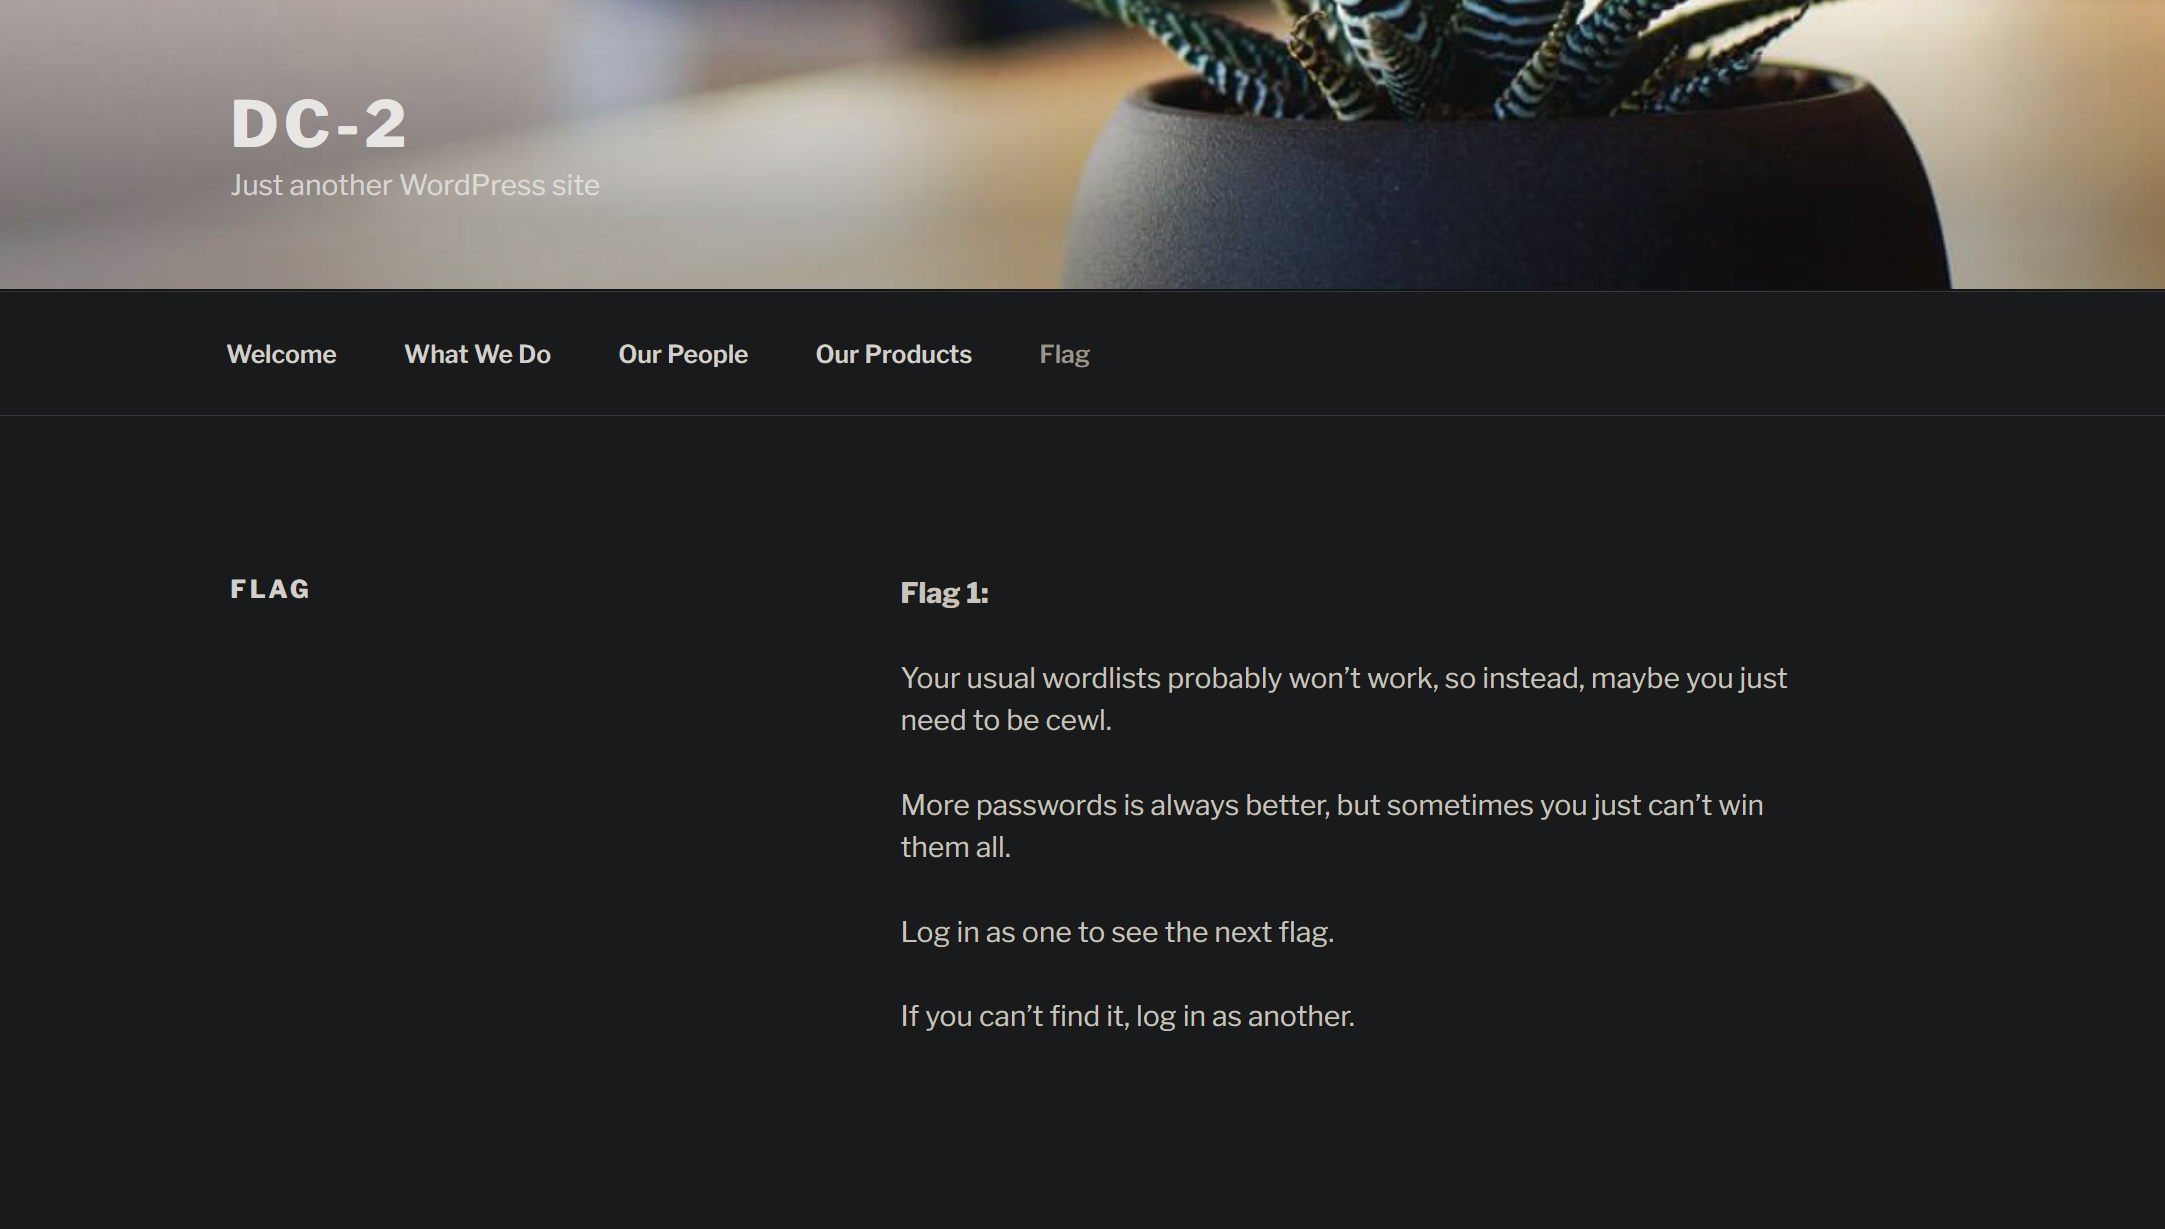 DC-2
Just another WordPress site
Welcome What We Do Our People Our Products Flag
FLAG
Flag 1:
Your usual wordlists probably won’t work, so instead, maybe you just
need to be cewl.
More passwords is always better, but sometimes you just can’t win
them all.
Log in as one to see the next flag.
If you can’t find it, log in as another.